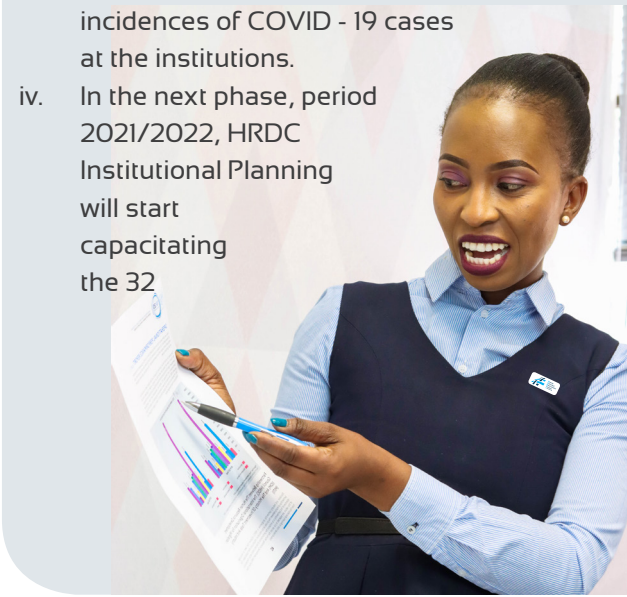 incidences of COVID - 19 cases
at the institutions.
iv. In the next phase, period
2021/2022, HRDC
Institutional Planning
will start
capacitating
the 32